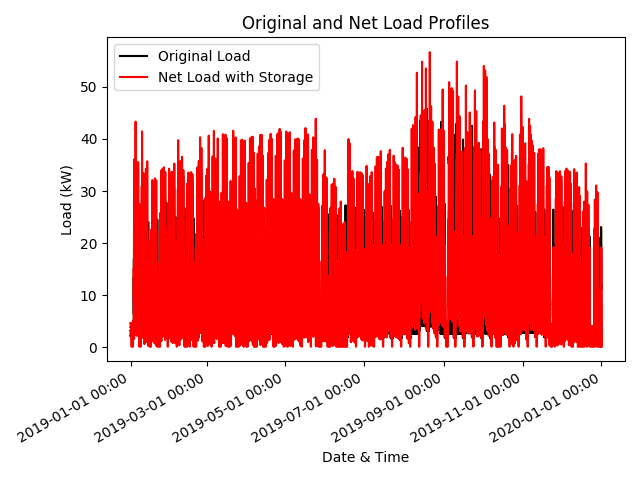 Original and Net Load Profiles
Original Load
Net Load with Storage
Load (kW)
50
40
30
20
10
0
2019-01-01 00:00
2019-03-01 00:00
2019-05-01 00:00
2019-07-01 00:00
2019-09-01 00:00
2019-11-01 00:00
2020-01-01 00:00
Date & Time